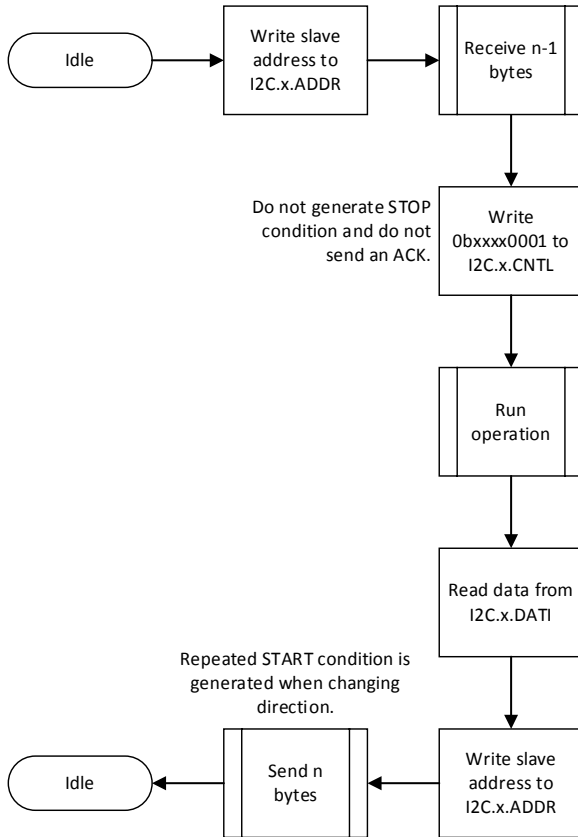 Idle
Write slave
address to
I2C.x.ADDR
Receive n-1
bytes
Do not generate STOP
condition and do not
send an ACK.
Write
0bxxxx0001 to
I2C.x.CNTL
Run
operation
Read data from
I2C.x.DATI
Repeated START condition is
generated when changing
direction.
Idle
Send n
bytes
Write slave
address to
I2C.x.ADDR